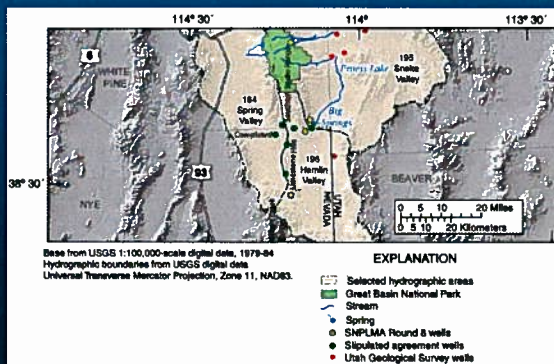 114°30' 114° 113°30'
6
WHITE
PINE
195
Snake
Valley
184
Spring
Valley
Big
Springs
196
Hamlin
Valley
93
38°30'
NYE
NEVADA
UTAH
BEAVER
0 5 10 20 Miles
0 5 10 20 Kilometers
Base from USGS 1:100,000-scale digital data, 1979-84
Hydrographic boundaries from USGS digital data
Universal Transverse Mercator Projection, Zone 11, NAD83.
EXPLANATION
Selected hydrographic areas
Great Basin National Park
Stream
Spring
SNPLMA Round 8 wells
Stipulated agreement wells
Utah Geological Survey wells